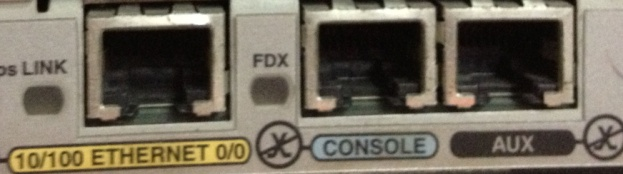 LINK
FDX
10/100 ETHERNET 0/0
CONSOLE
AUX